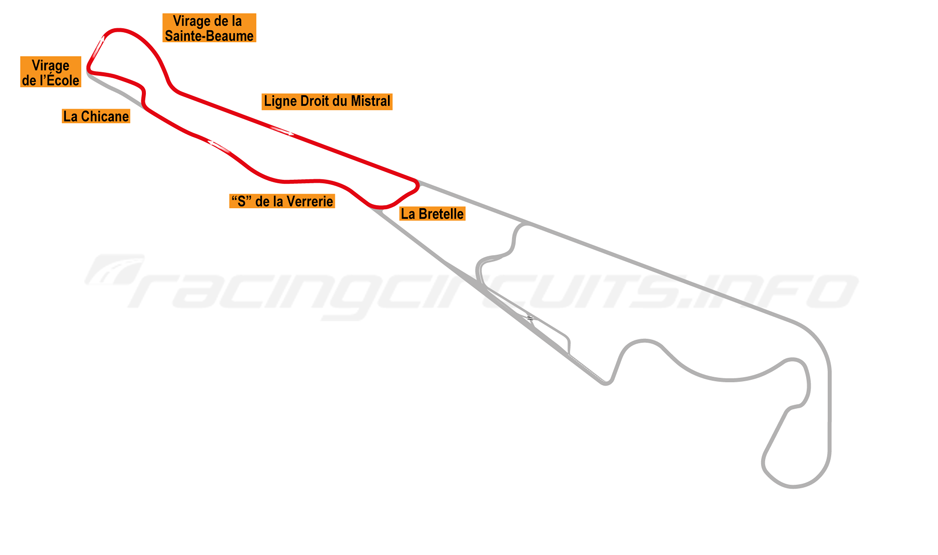 Virage de la
Sainte-Beaume
Virage
de l'École
Ligne Droit du Mistral
La Chicane
“S” de la Verrerie
La Bretelle
racingcircuits.info